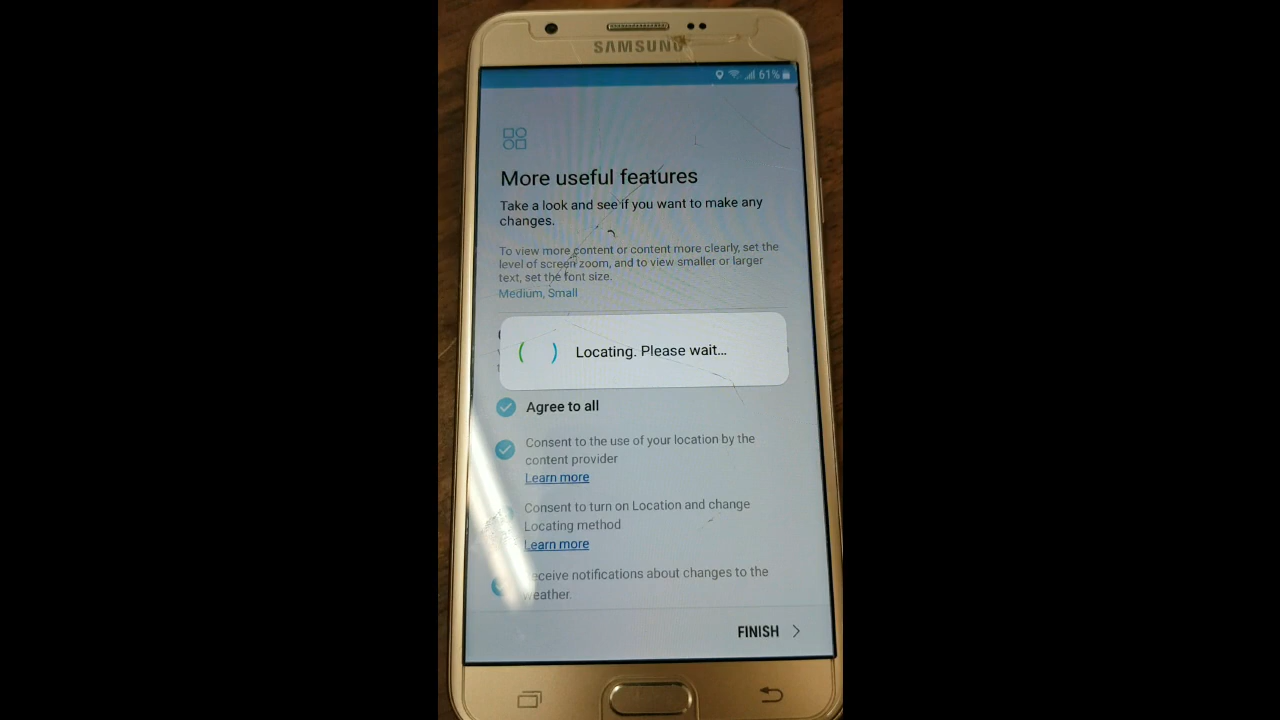 SAMSUNG
61%
More useful features
Take a look and see if you want to make any
changes.
To view more content or content more clearly, set the
level of screen zoom, and to view smaller or larger
text, set the font size.
Medium, Small
Locating. Please wait...
Agree to all
Consent to the use of your location by the
content provider
Learn more
Consent to turn on Location and change
Locating method
Learn more
Receive notifications about changes to the
weather.
FINISH